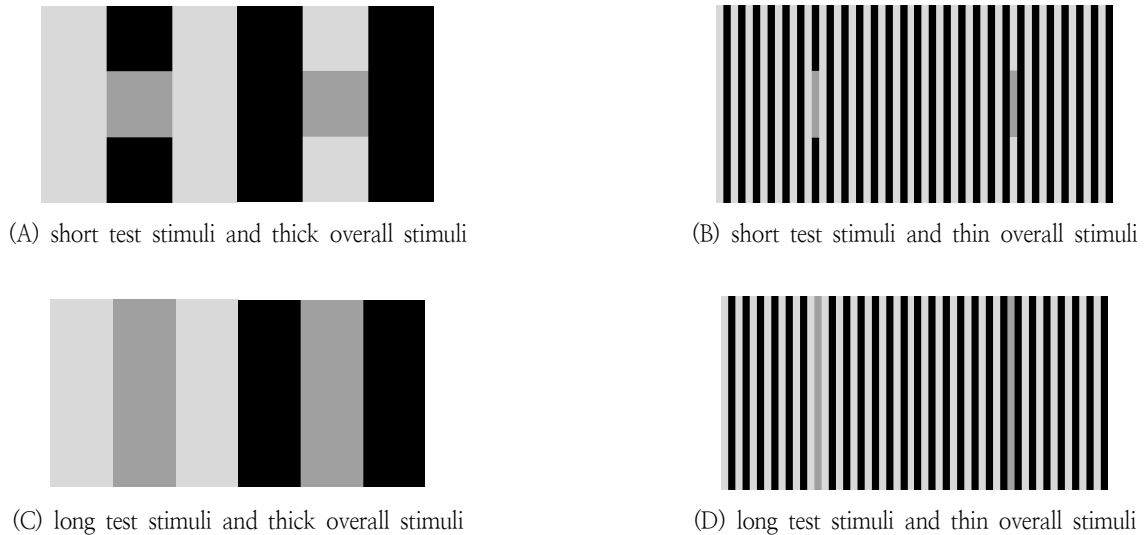 (A) short test stimuli and thick overall stimuli
(B) short test stimuli and thin overall stimuli
(C) long test stimuli and thick overall stimuli
(D) long test stimuli and thin overall stimuli